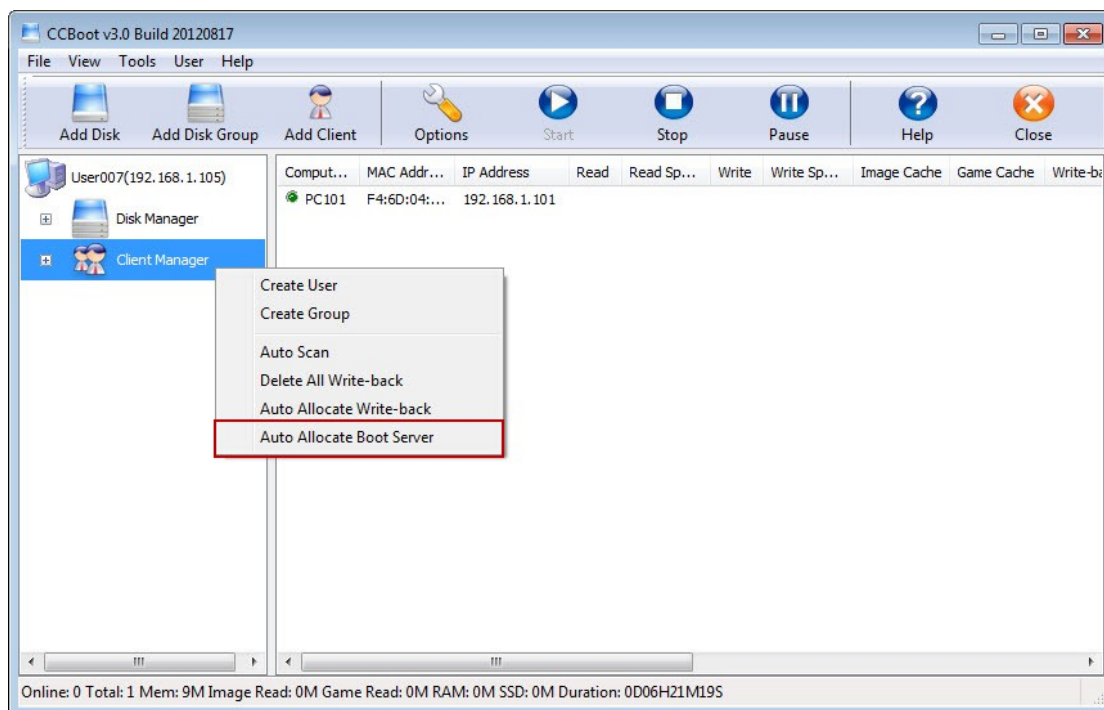 CCBoot v3.0 Build 20120817
File View Tools User Help
Add Disk Add Disk Group Add Client Options Start Stop Pause Help Close
User007(192.168.1.105)
Disk Manager
Client Manager
Comput... MAC Addr... IP Address Read Read Sp... Write Write Sp... Image Cache Game Cache Write-ba
PC101 F4:6D:04:... 192.168.1.101
Create User
Create Group
Auto Scan
Delete All Write-back
Auto Allocate Write-back
Auto Allocate Boot Server
Online: 0 Total: 1 Mem: 9M Image Read: 0M Game Read: 0M RAM: 0M SSD: 0M Duration: 0D06H21M19S